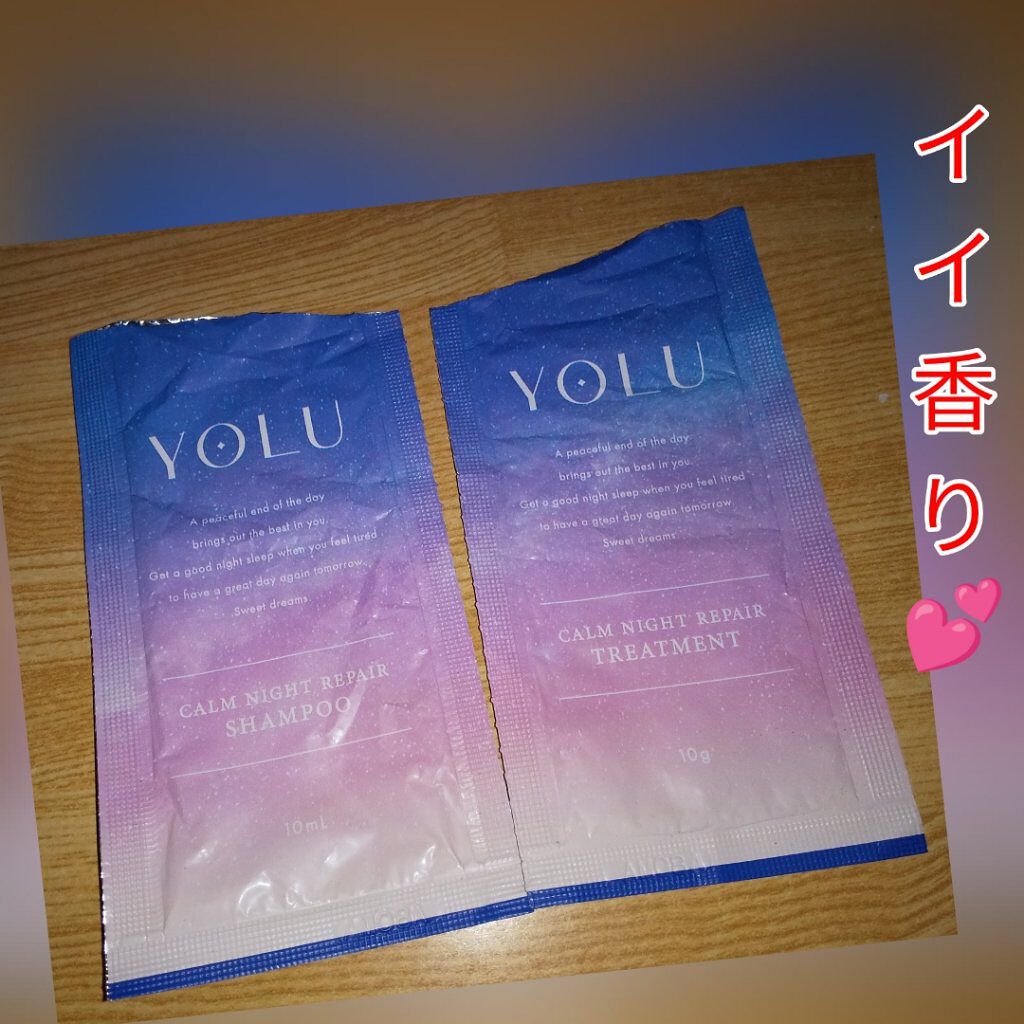 YOLU
A peaceful end of the day
brings out the best in you.
Get a good night sleep when you feel tired
to have a great day again tomorrow.
Sweet dreams
CALM NIGHT REPAIR
SHAMPOO
10mL
YOLU
A peaceful end of the day
brings out the best in you.
Get a good night sleep when you feel tired
to have a great day again tomorrow.
Sweet dreams
CALM NIGHT REPAIR
TREATMENT
10g
イイ香り💕